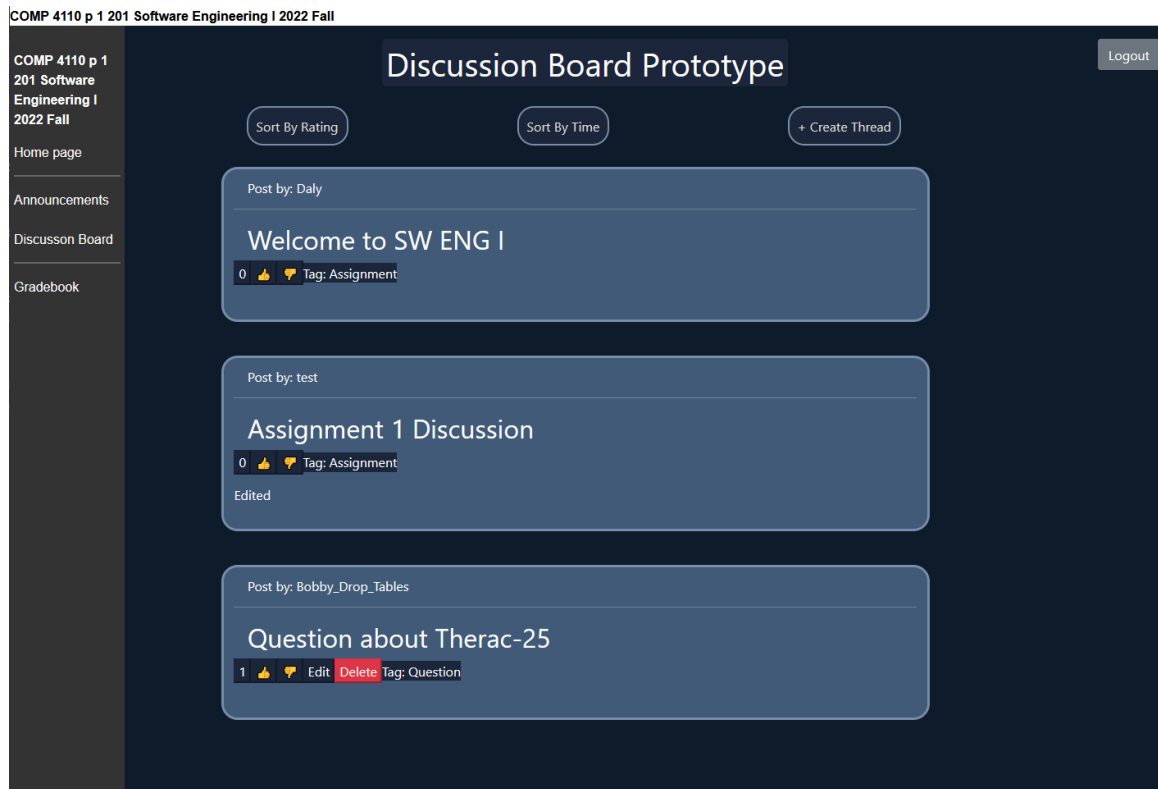 COMP 4110 p 1 201 Software Engineering I 2022 Fall
COMP 4110 p 1
201 Software
Engineering I
2022 Fall
Home page
Announcements
Discusson Board
Gradebook
Discussion Board Prototype
Logout
Sort By Rating
Sort By Time
+ Create Thread
Post by: Daly
Welcome to SW ENG I
0 👍 👎 Tag: Assignment
Post by: test
Assignment 1 Discussion
0 👍 👎 Tag: Assignment
Edited
Post by: Bobby_Drop_Tables
Question about Therac-25
1 👍 👎 Edit Delete Tag: Question